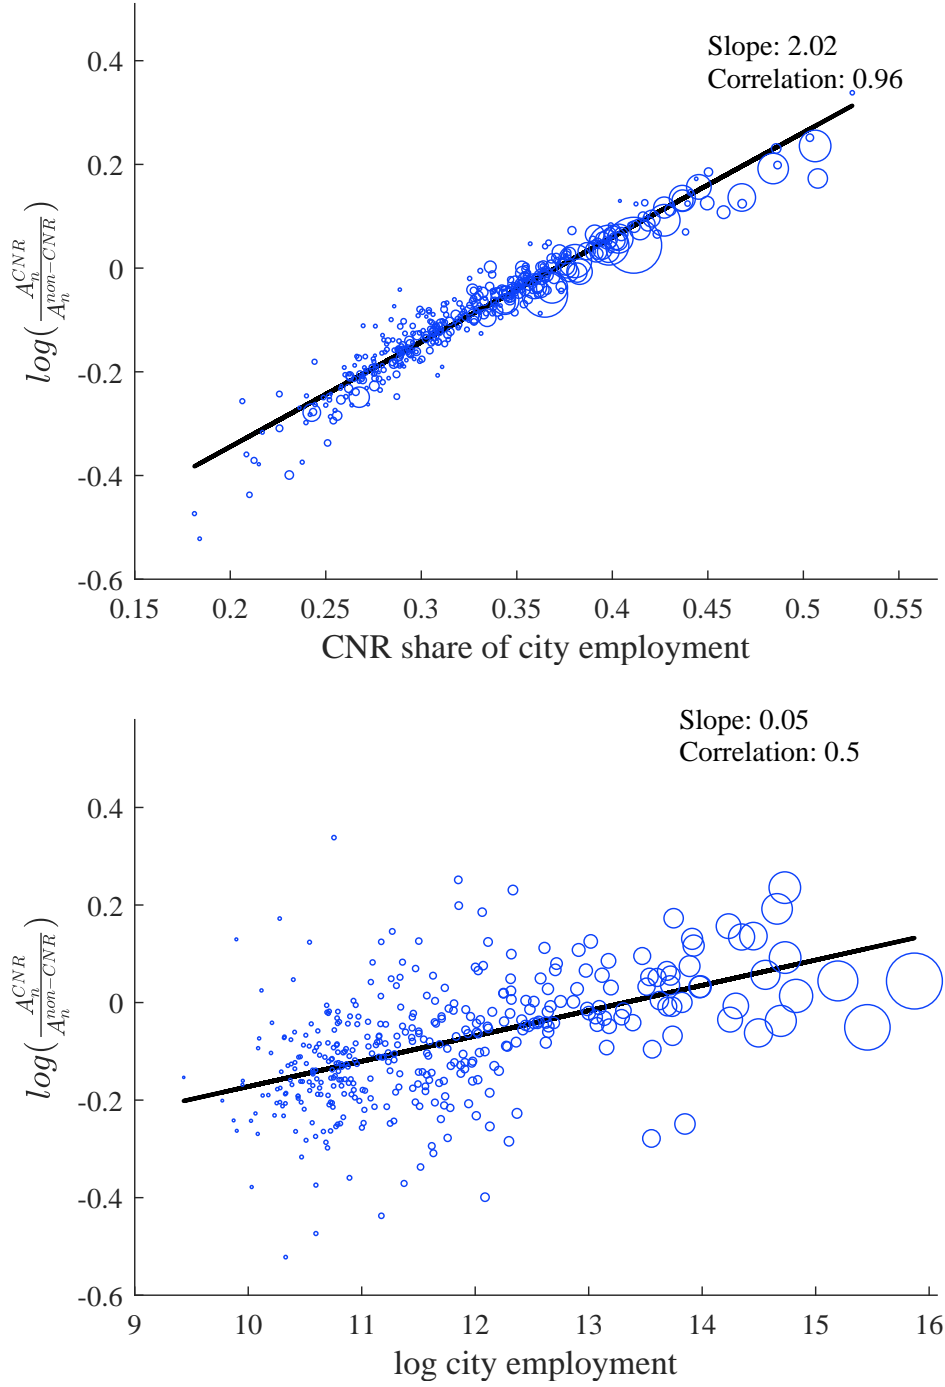 Slope: 2.02
Correlation: 0.96
0.4
0.2
0
-0.2
-0.4
-0.6
log(A_n^{CNR}/A_n^{non-CNR})
0.15 0.2 0.25 0.3 0.35 0.4 0.45 0.5 0.55
CNR share of city employment
Slope: 0.05
Correlation: 0.5
0.4
0.2
0
-0.2
-0.4
-0.6
log(A_n^{CNR}/A_n^{non-CNR})
9 10 11 12 13 14 15 16
log city employment